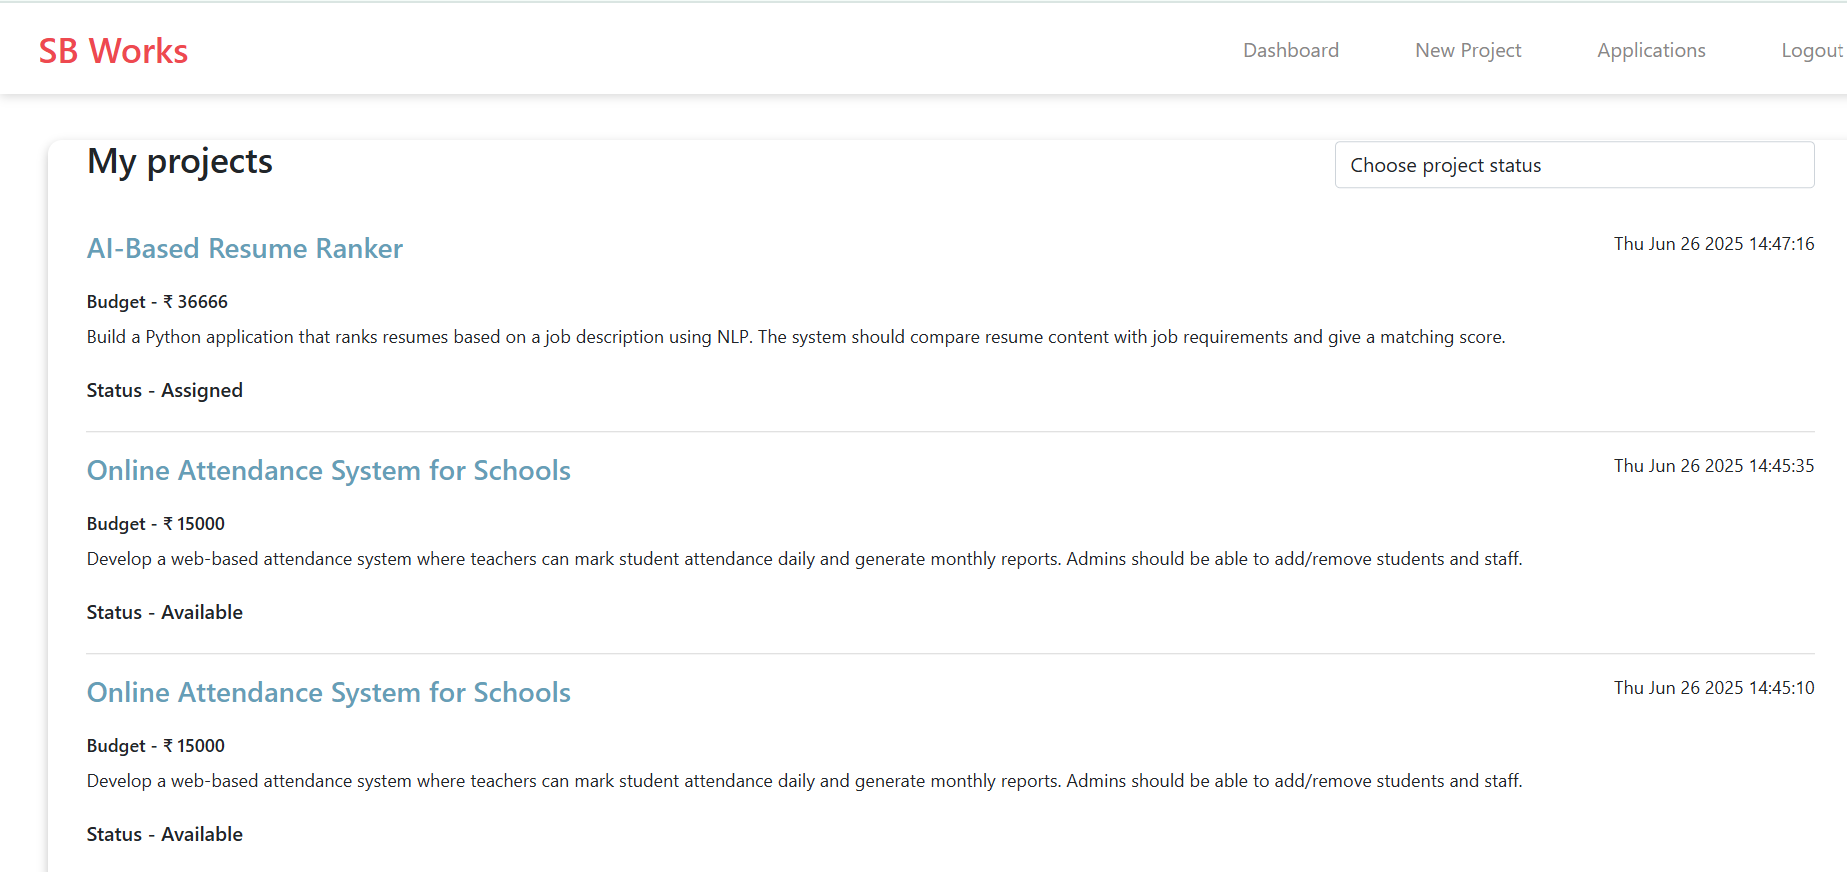 SB Works
Dashboard New Project Applications Logout
My projects
Choose project status
AI-Based Resume Ranker
Thu Jun 26 2025 14:47:16
Budget - ₹ 36666
Build a Python application that ranks resumes based on a job description using NLP. The system should compare resume content with job requirements and give a matching score.
Status - Assigned
Online Attendance System for Schools
Thu Jun 26 2025 14:45:35
Budget - ₹ 15000
Develop a web-based attendance system where teachers can mark student attendance daily and generate monthly reports. Admins should be able to add/remove students and staff.
Status - Available
Online Attendance System for Schools
Thu Jun 26 2025 14:45:10
Budget - ₹ 15000
Develop a web-based attendance system where teachers can mark student attendance daily and generate monthly reports. Admins should be able to add/remove students and staff.
Status - Available